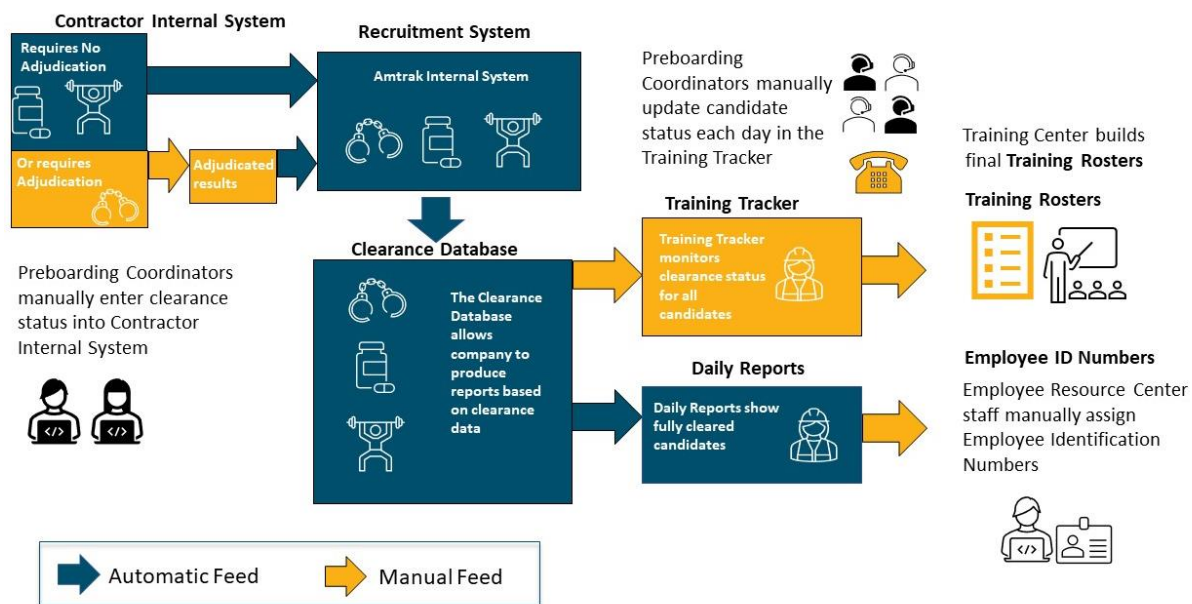 Contractor Internal System
Requires No
Adjudication
Or requires
Adjudication
Adjudicated
results
Recruitment System
Amtrak Internal System
Preboarding
Coordinators manually
update candidate
status each day in the
Training Tracker
Training Center builds
final Training Rosters
Training Rosters
Preboarding Coordinators
manually enter clearance
status into Contractor
Internal System
Clearance Database
The Clearance
Database
allows
company to
produce
reports based
on clearance
data
Training Tracker
Training Tracker
monitors
clearance status
for all
candidates
Daily Reports
Daily Reports show
fully cleared
candidates
Employee ID Numbers
Employee Resource Center
staff manually assign
Employee Identification
Numbers
</>
</>
</>
Automatic Feed
Manual Feed